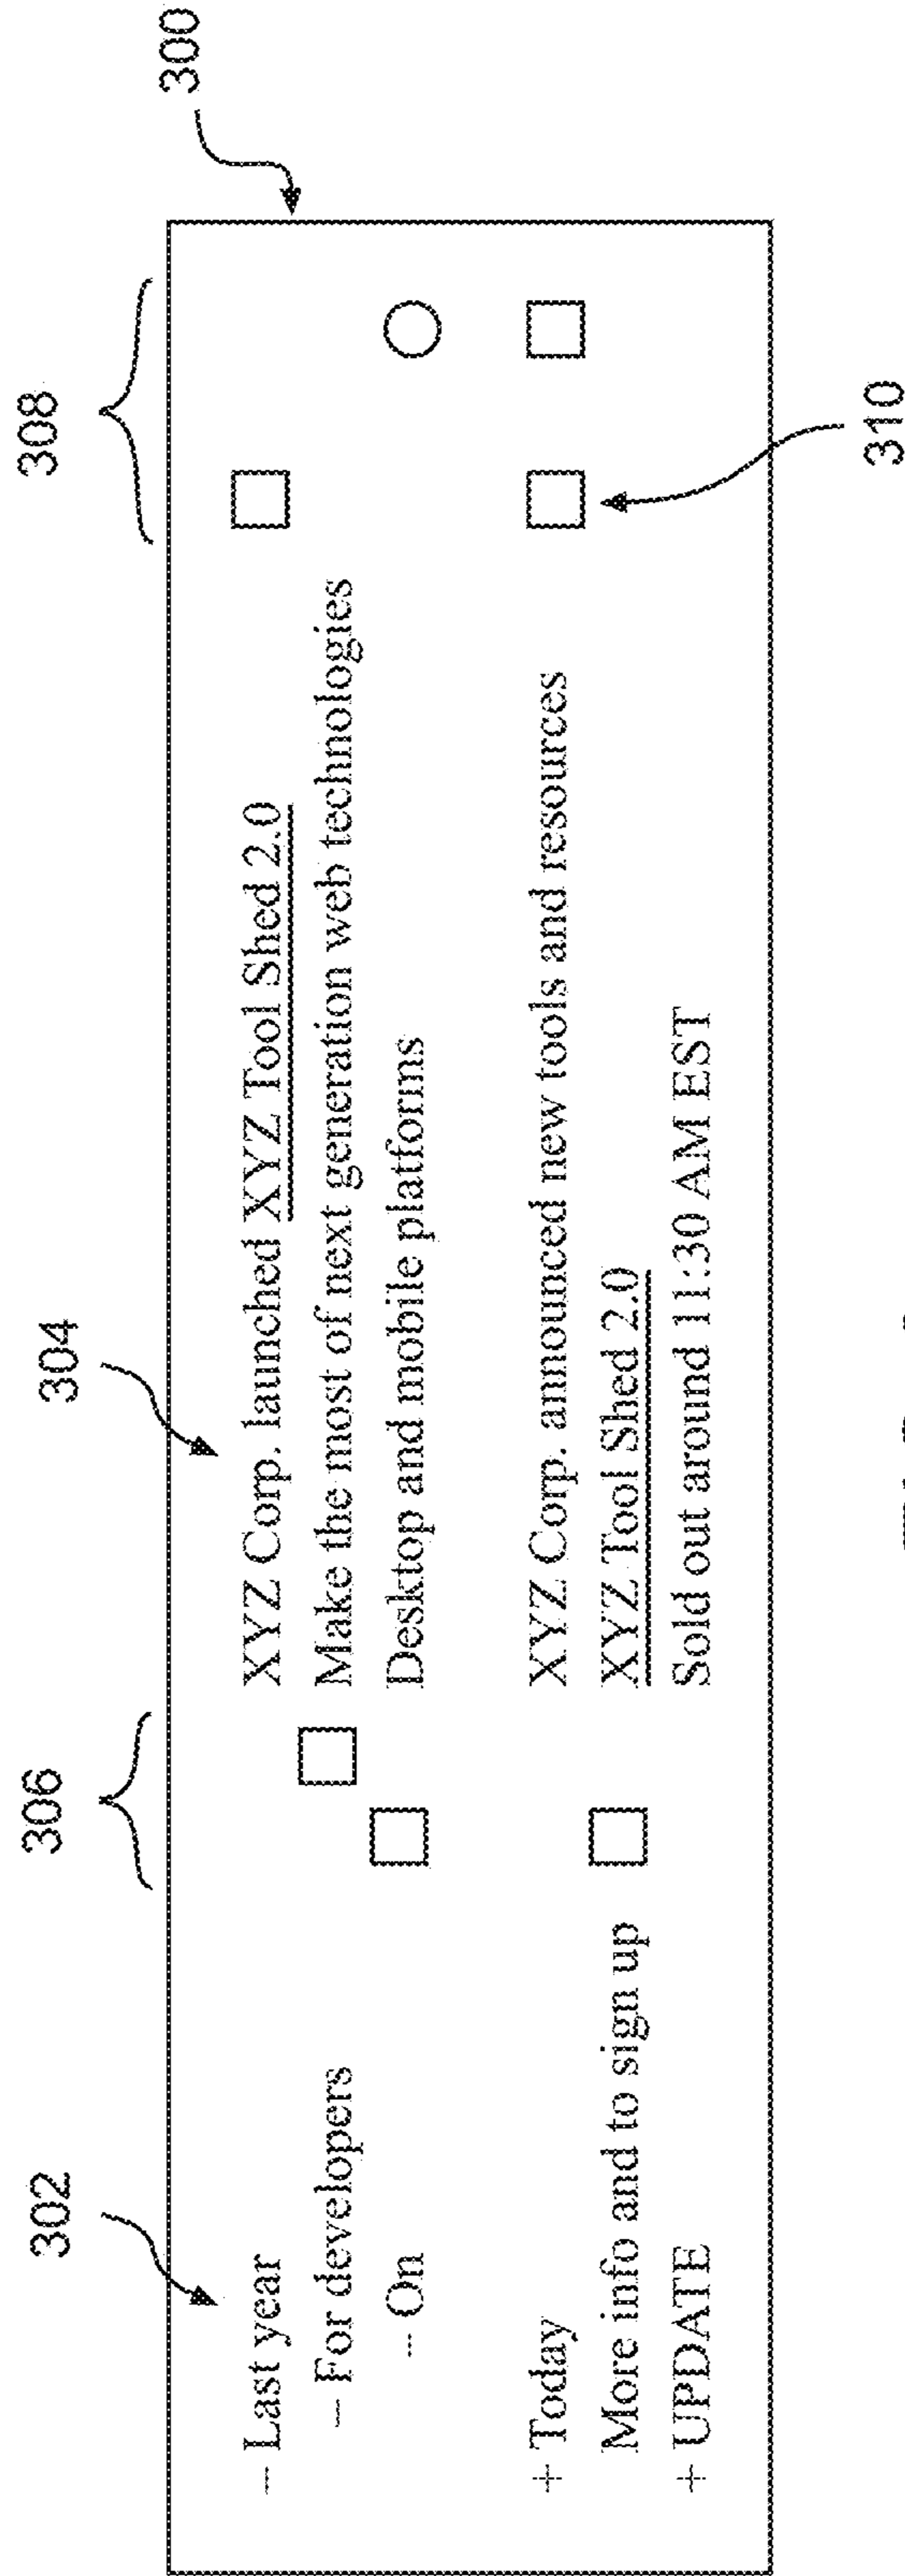 300
308
304
306
302
310
– Last year
XYZ Corp. launched XYZ Tool Shed 2.0
– For developers
Make the most of next generation web technologies
– On
Desktop and mobile platforms
+ Today
XYZ Corp. announced new tools and resources
More info and to sign up
XYZ Tool Shed 2.0
+ UPDATE
Sold out around 11:30 AM EST